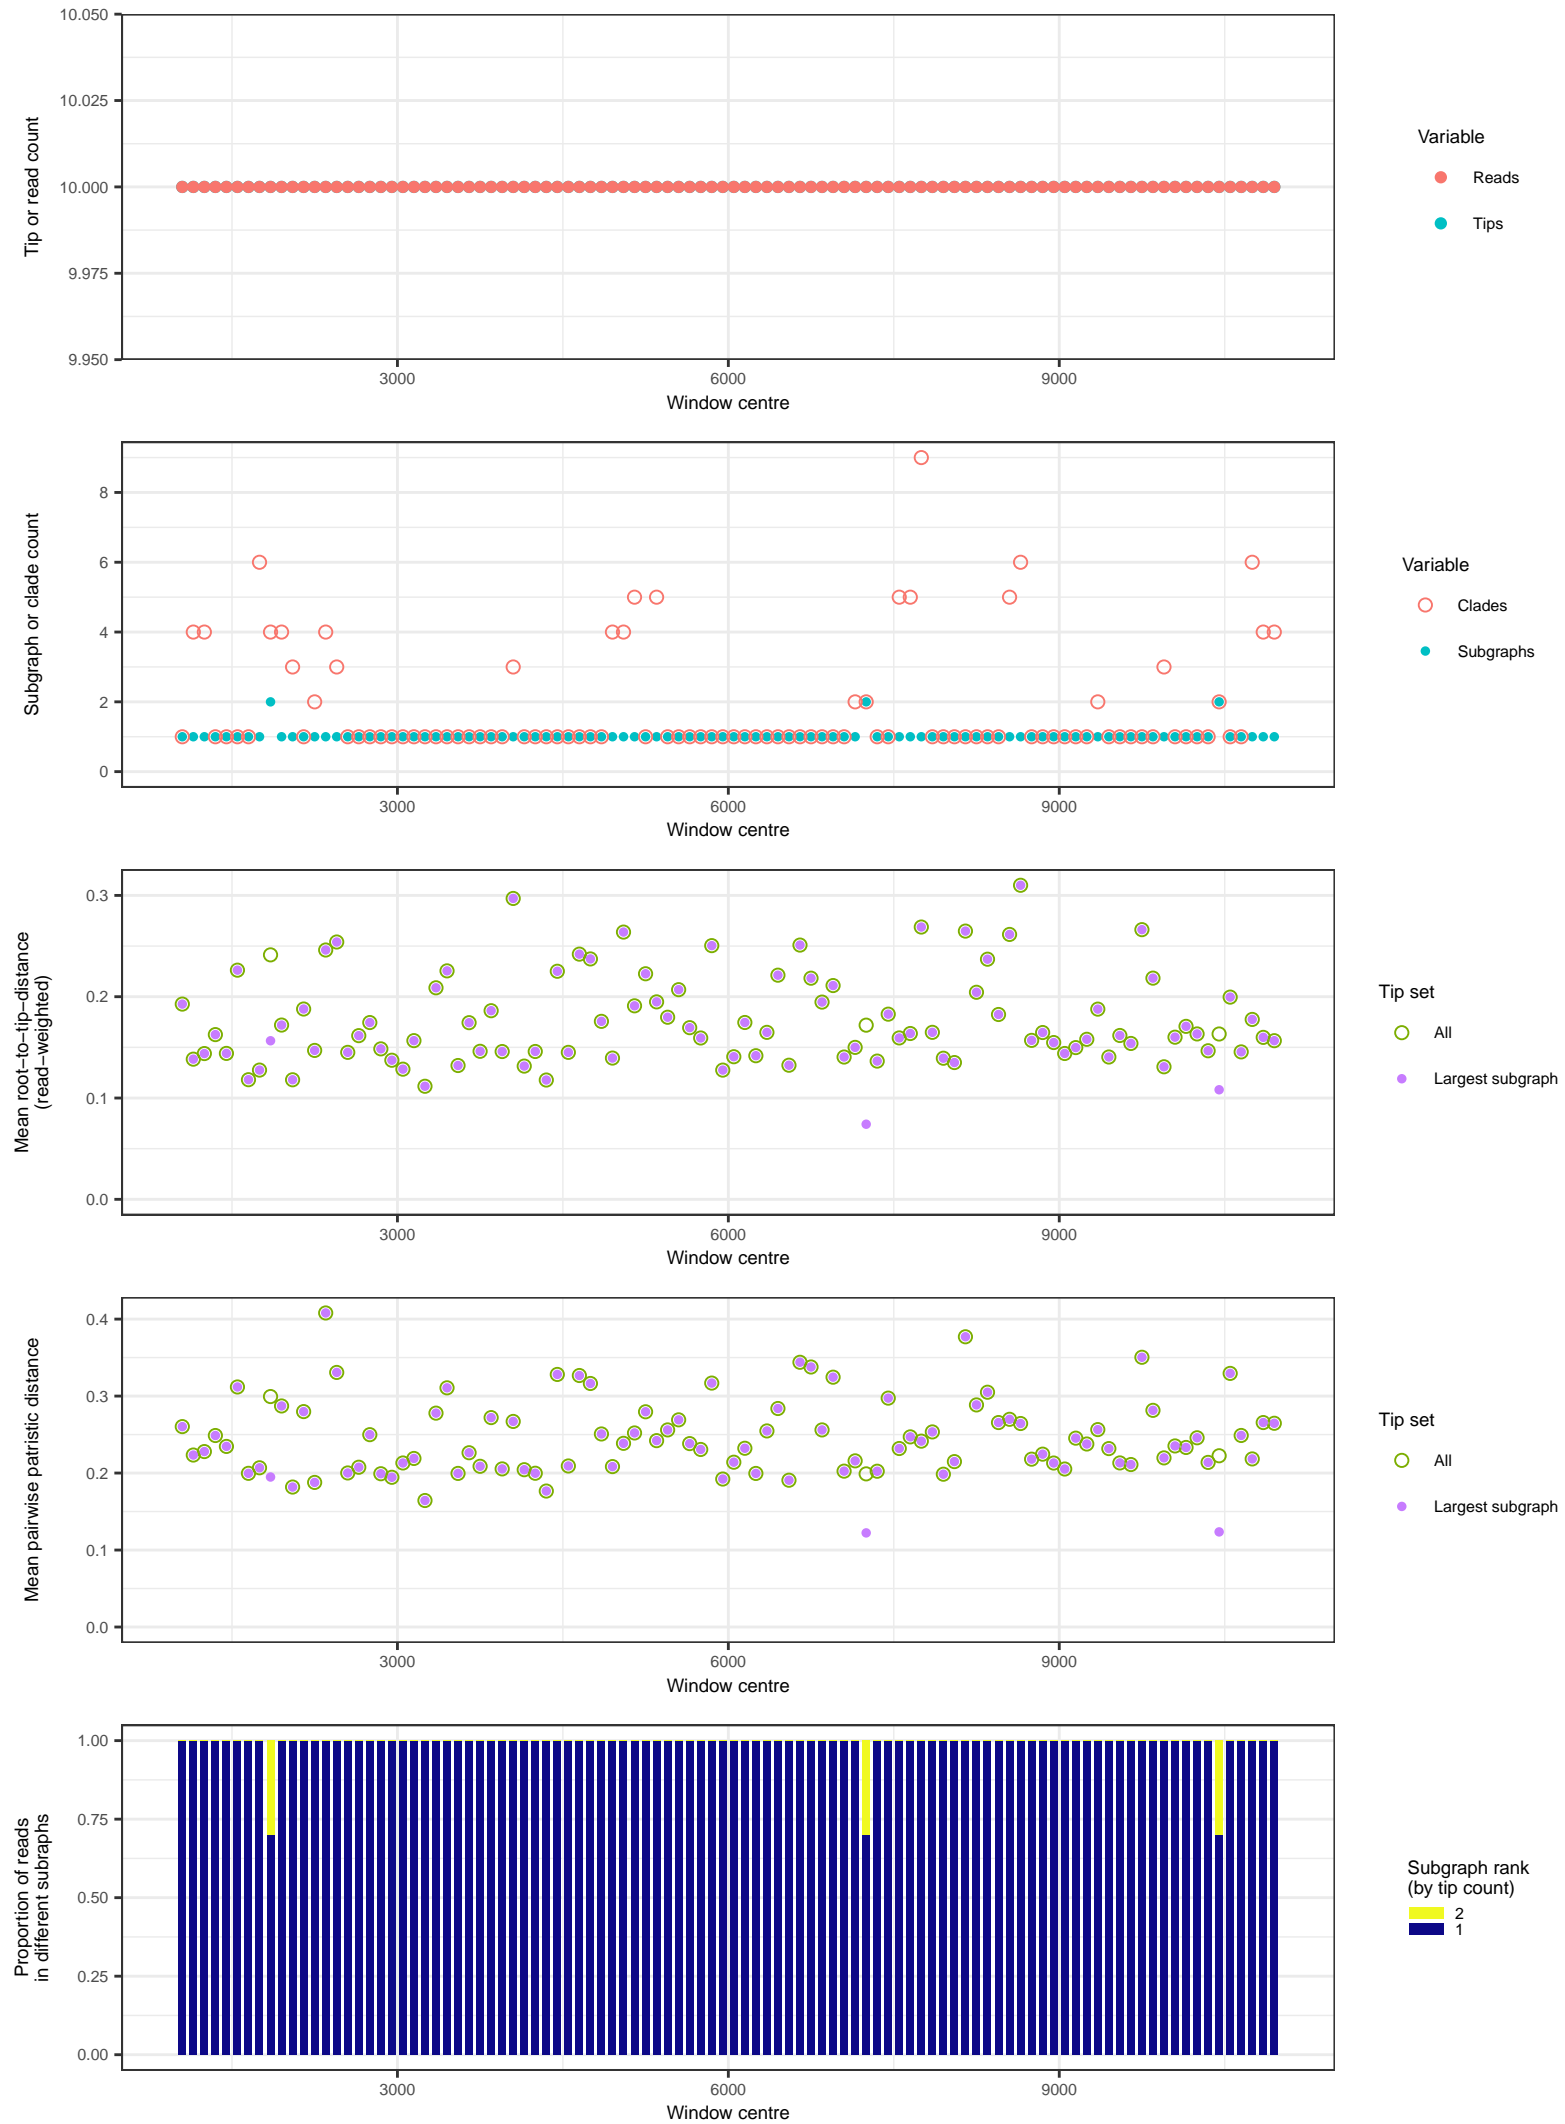 10.050
10.025
10.000
9.975
9.950
Tip or read count
3000
6000
9000
Window centre
Variable
Reads
Tips
8
6
4
2
0
Subgraph or clade count
3000
6000
9000
Window centre
Variable
Clades
Subgraphs
0.3
0.2
0.1
0.0
Mean root−to−tip−distance
(read−weighted)
3000
6000
9000
Window centre
Tip set
All
Largest subgraph
0.4
0.3
0.2
0.1
0.0
Mean pairwise patristic distance
3000
6000
9000
Window centre
Tip set
All
Largest subgraph
1.00
0.75
0.50
0.25
0.00
Proportion of reads
in different subraphs
3000
6000
9000
Window centre
Subgraph rank
(by tip count)
2
1